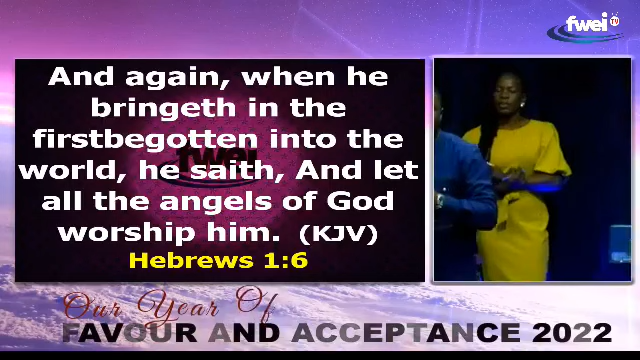 fwei TV
And again, when he
bringeth in the
firstbegotten into the
world, he saith, And let
all the angels of God
worship him. (KJV)
Hebrews 1:6
Our Year Of
FAVOUR AND ACCEPTANCE 2022